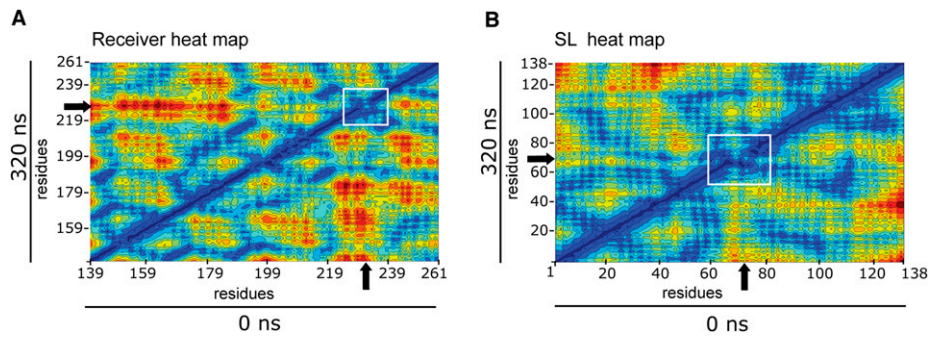 A
Receiver heat map
320 ns
residues
261
239
219
199
179
159
139 159 179 199 219 239 261
residues
0 ns
B
SL heat map
320 ns
residues
138
120
100
80
60
40
20
1 20 40 60 80 100 120 138
residues
0 ns